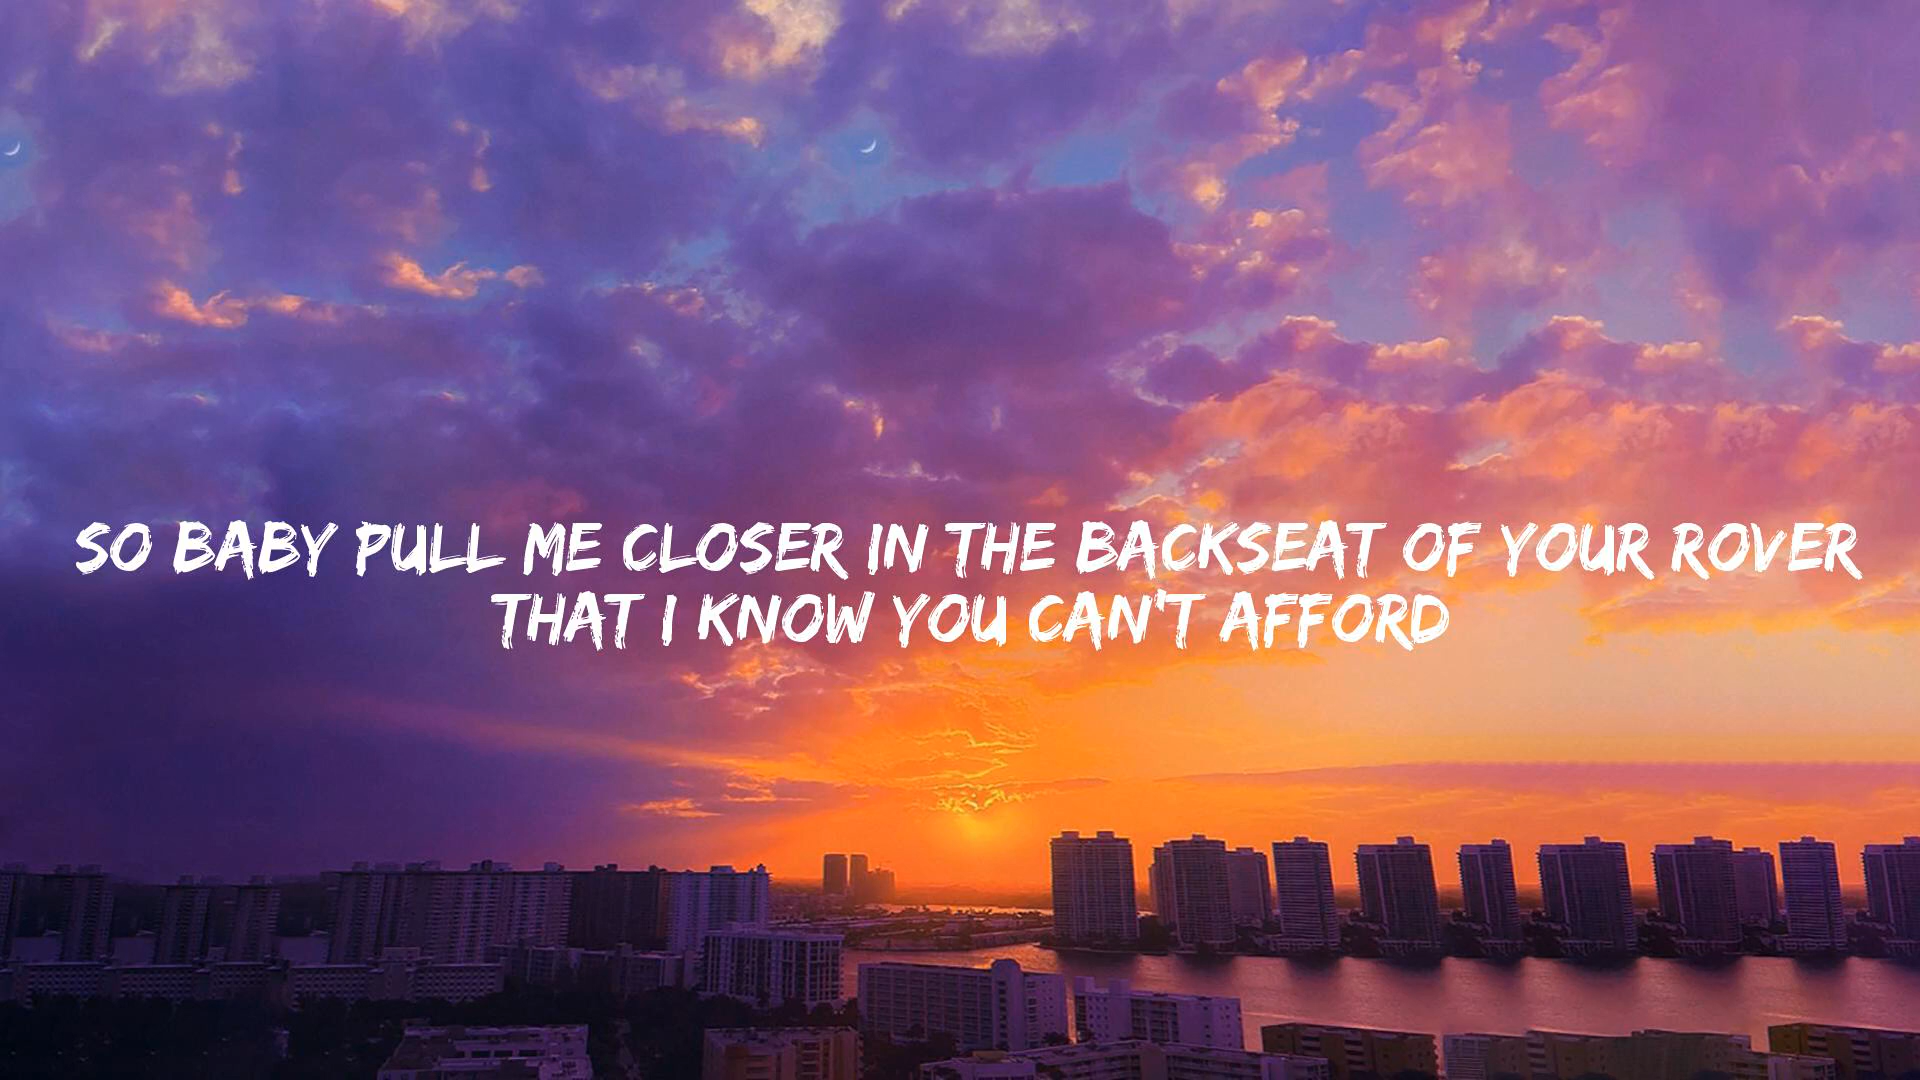 SO BABY PULL ME CLOSER IN THE BACKSEAT OF YOUR ROVER
THAT I KNOW YOU CAN'T AFFORD